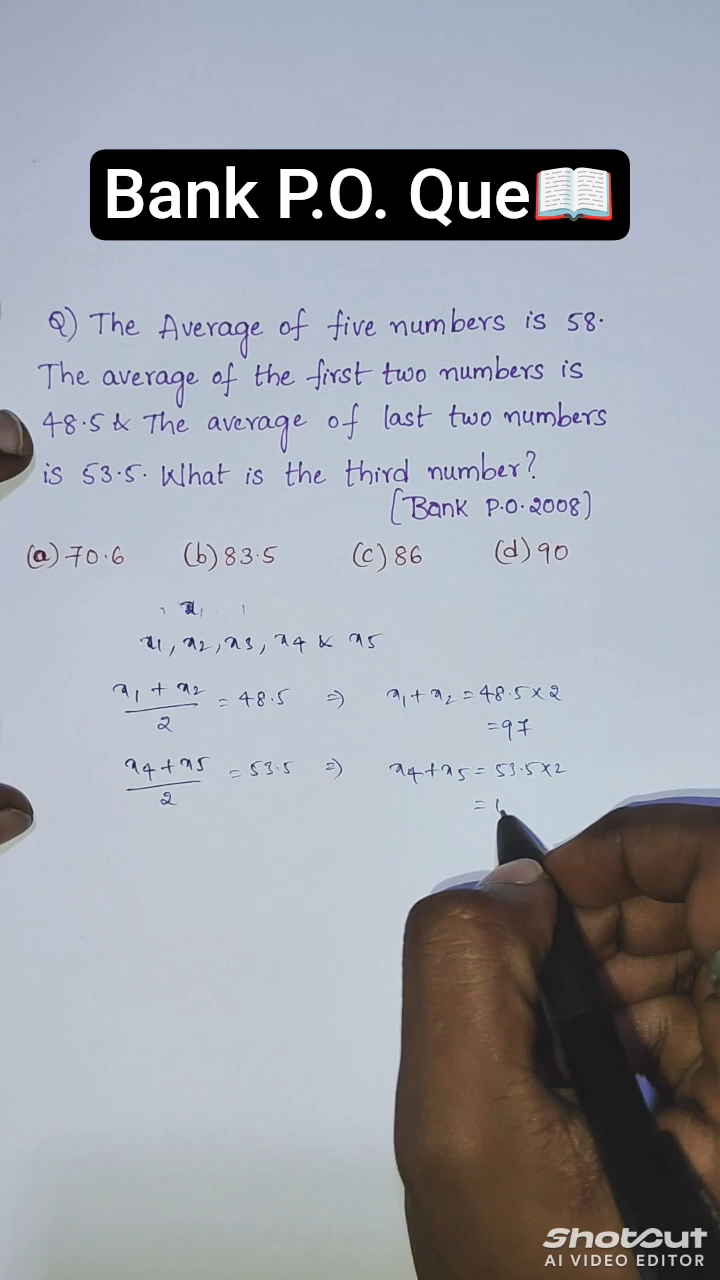 Bank P.O. Que📖
Q) The Average of five numbers is 58.
The average of the first two numbers is
48.5 & The average of last two numbers
is 53.5. What is the third number?
[Bank P.O. 2008)
(a) 70.6 (b) 83.5 (c) 86 (d) 90
x1, x2, x3, x4 & x5
x1 + x2 / 2 = 48.5 ⇒ x1 + x2 = 48.5 × 2
= 97
x4 + x5 / 2 = 53.5 ⇒ x4 + x5 = 53.5 × 2
= 1
ShotCut
AI VIDEO EDITOR